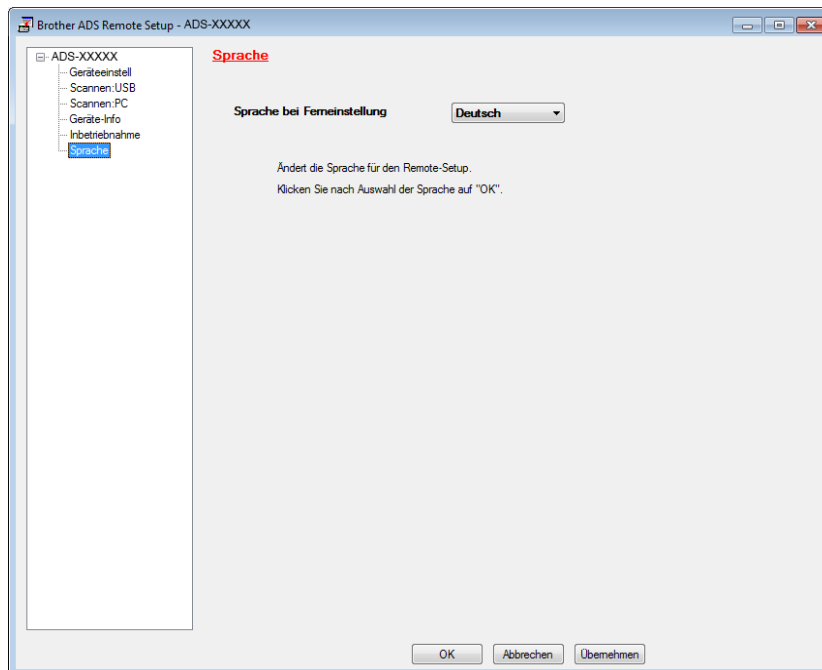 Brother ADS Remote Setup - ADS-XXXXX
ADS-XXXXX
Geräteeinstell
Scannen:USB
Scannen:PC
Geräte-Info
Inbetriebnahme
Sprache
Sprache
Sprache bei Ferneinstellung
Deutsch
Ändert die Sprache für den Remote-Setup.
Klicken Sie nach Auswahl der Sprache auf "OK".
OK
Abbrechen
Übernehmen